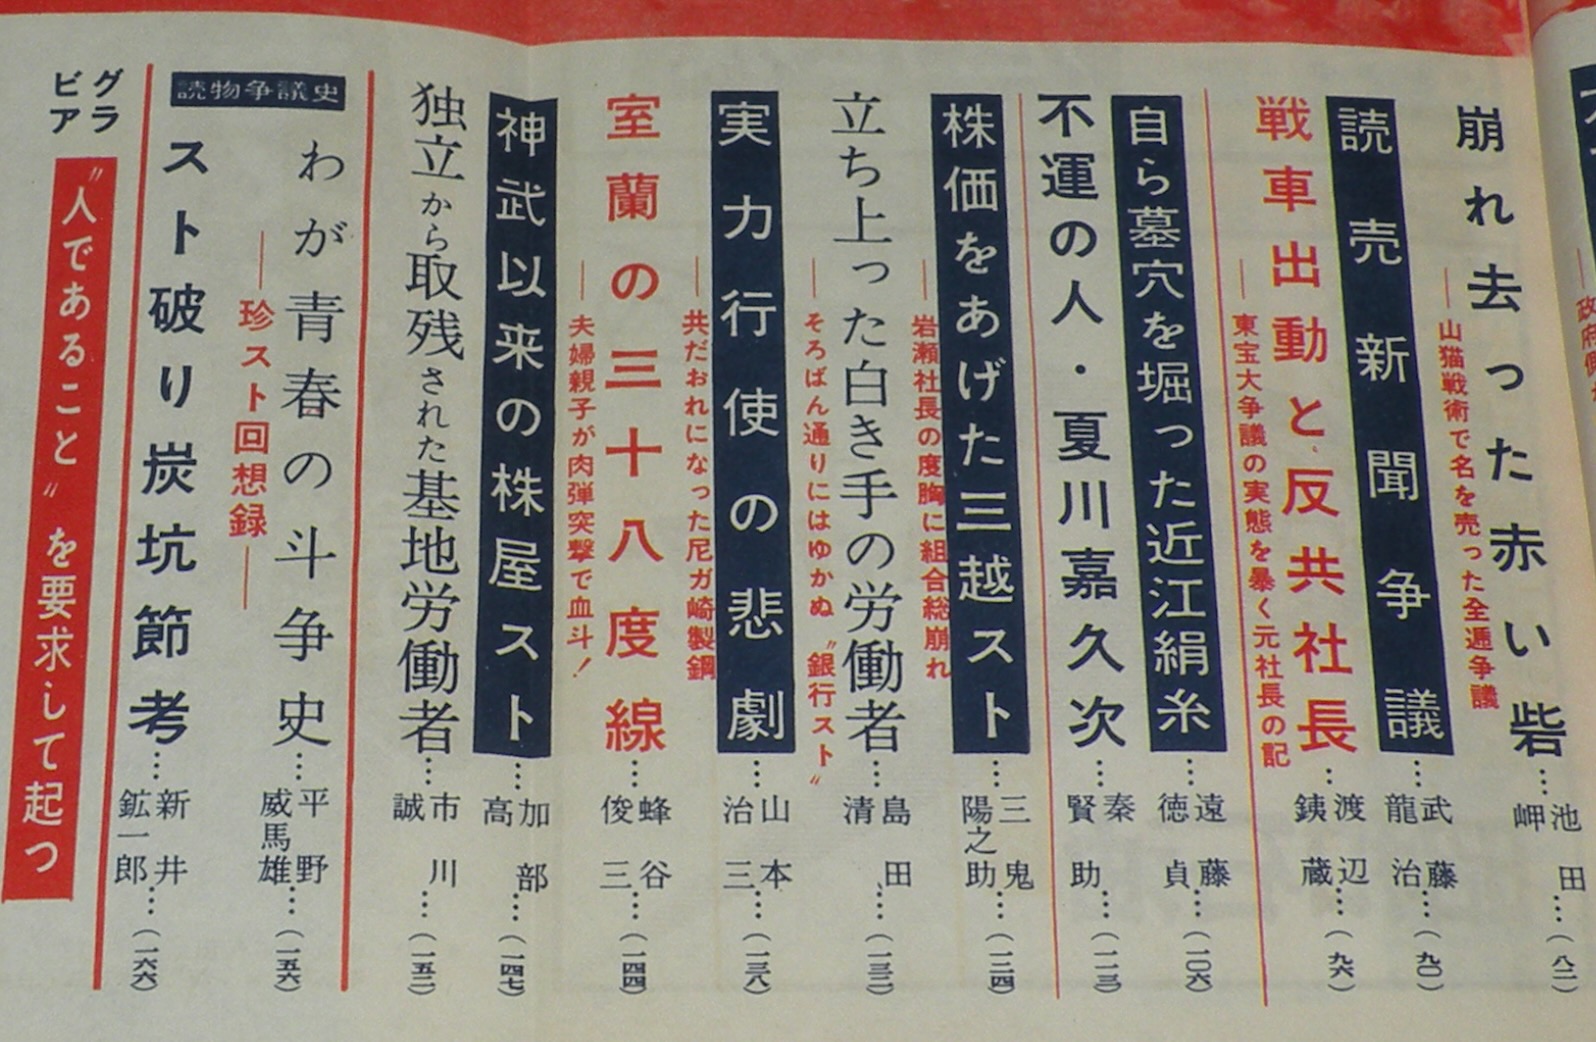 崩れ去った赤い砦…池田岬…(八二)
―山猫戦術で名を売った全逓争議
読売新聞争議…武藤龍治…(九〇)
戦車出動と反共社長…渡辺銕蔵…(九六)
―東宝大争議の実態を暴く元社長の記
自ら墓穴を掘った近江絹糸…遠藤徳貞…(一〇六)
不運の人・夏川嘉久次…秦賢助…(一一三)
株価をあげた三越スト…三鬼陽之助…(一二四)
―岩瀬社長の度胸に組合総崩れ
立ち上った白き手の労働者…島田清…(一三二)
―そろばん通りにはゆかぬ〝銀行スト〟
実力行使の悲劇…山本治三…(一三八)
―共だおれになった尼ガ崎製鋼
室蘭の三十八度線…蜂谷俊三…(一四四)
―夫婦親子が肉弾突撃で血斗!
神武以来の株屋スト…加部高…(一四七)
独立から取残された基地労働者…市川誠…(一五二)
読物争議史
わが青春の斗争史…平野威馬雄…(一五六)
―珍スト回想録―
スト破り炭坑節考…新井鉱一郎…(一六六)
グラビア
〝人であること〟を要求して起つ